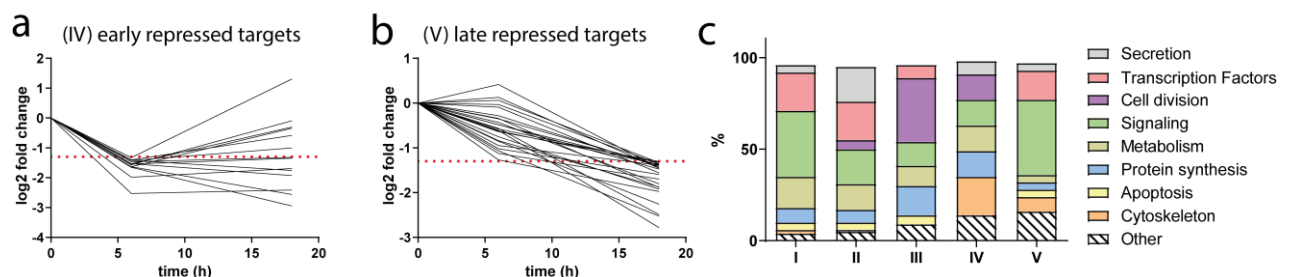 a
(IV) early repressed targets
log2 fold change
2
1
0
-1
-2
-3
-4
0 5 10 15 20
time (h)
b
(V) late repressed targets
log2 fold change
1
0
-1
-2
-3
0 5 10 15 20
time (h)
c
%
100
50
0
I II III IV V
Secretion
Transcription Factors
Cell division
Signaling
Metabolism
Protein synthesis
Apoptosis
Cytoskeleton
Other